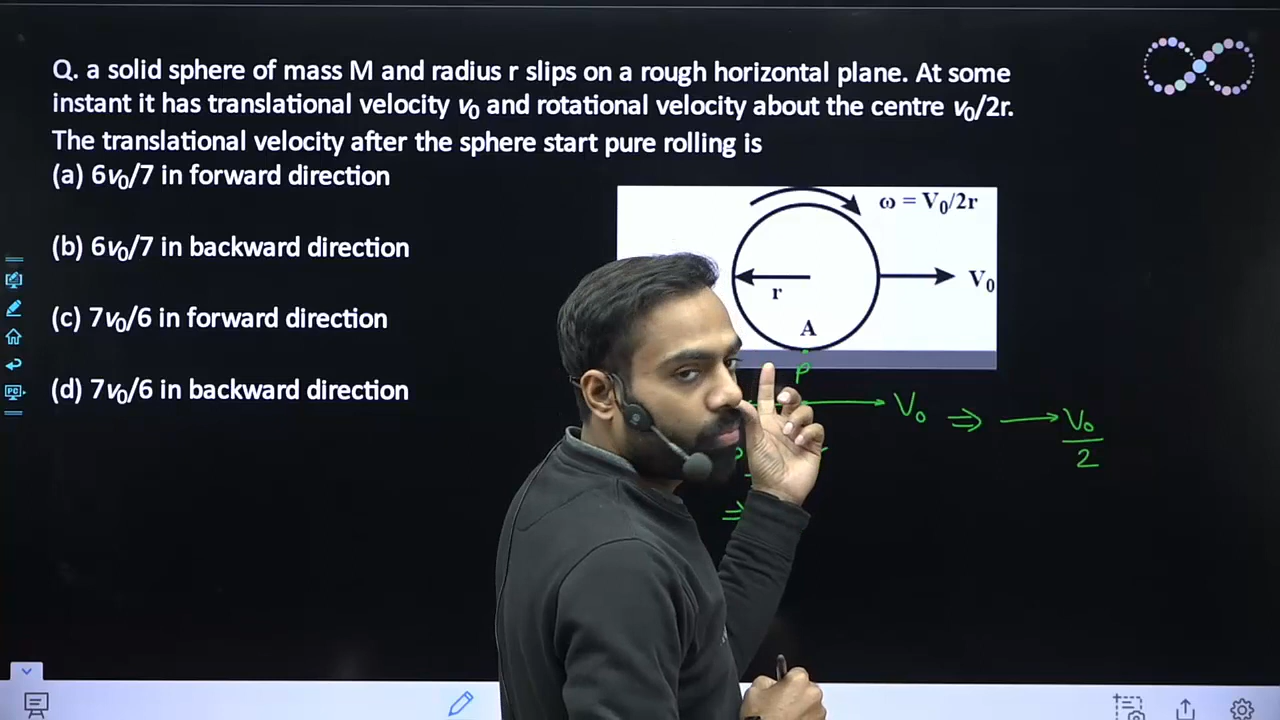 Q. a solid sphere of mass M and radius r slips on a rough horizontal plane. At some
instant it has translational velocity v₀ and rotational velocity about the centre v₀/2r.
The translational velocity after the sphere start pure rolling is
(a) 6v₀/7 in forward direction
(b) 6v₀/7 in backward direction
(c) 7v₀/6 in forward direction
(d) 7v₀/6 in backward direction
ω = V₀/2r
V₀
r
A
P
V₀ ⇒ → V₀/2
⇒
PC